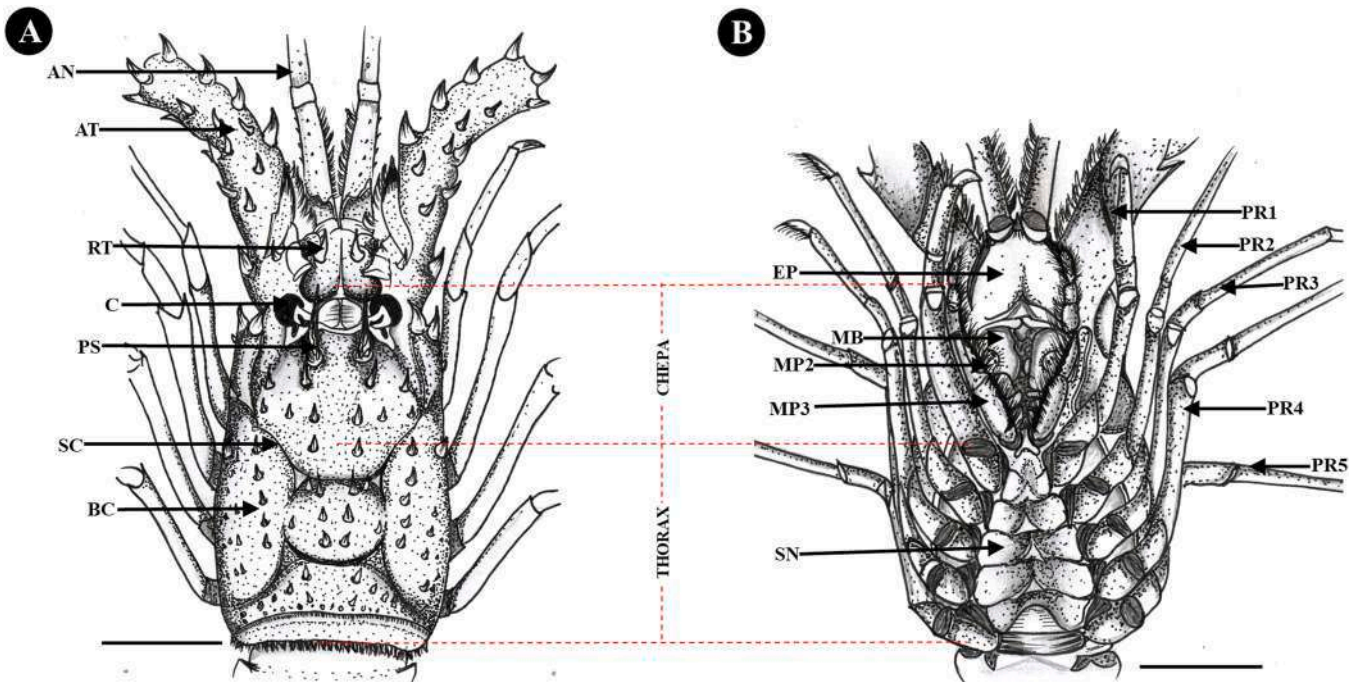 A
AN
AT
RT
C
PS
SC
BC
CHEPA
THORAX
B
EP
MB
MP2
MP3
SN
PR1
PR2
PR3
PR4
PR5